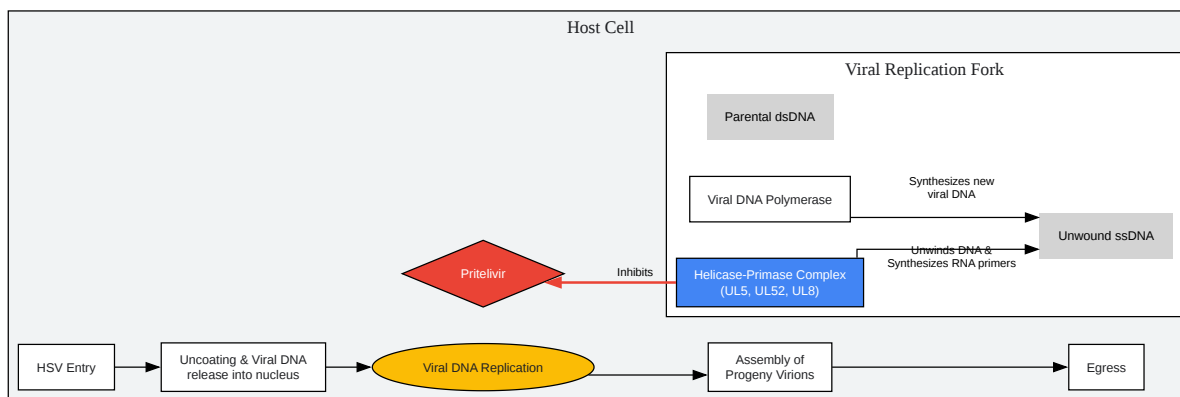 Host Cell
Viral Replication Fork
Parental dsDNA
Viral DNA Polymerase
Synthesizes new
viral DNA
Unwound ssDNA
Unwinds DNA &
Synthesizes RNA primers
Pritelivir
Inhibits
Helicase-Primase Complex
(UL5, UL52, UL8)
HSV Entry
Uncoating & Viral DNA
release into nucleus
Viral DNA Replication
Assembly of
Progeny Virions
Egress